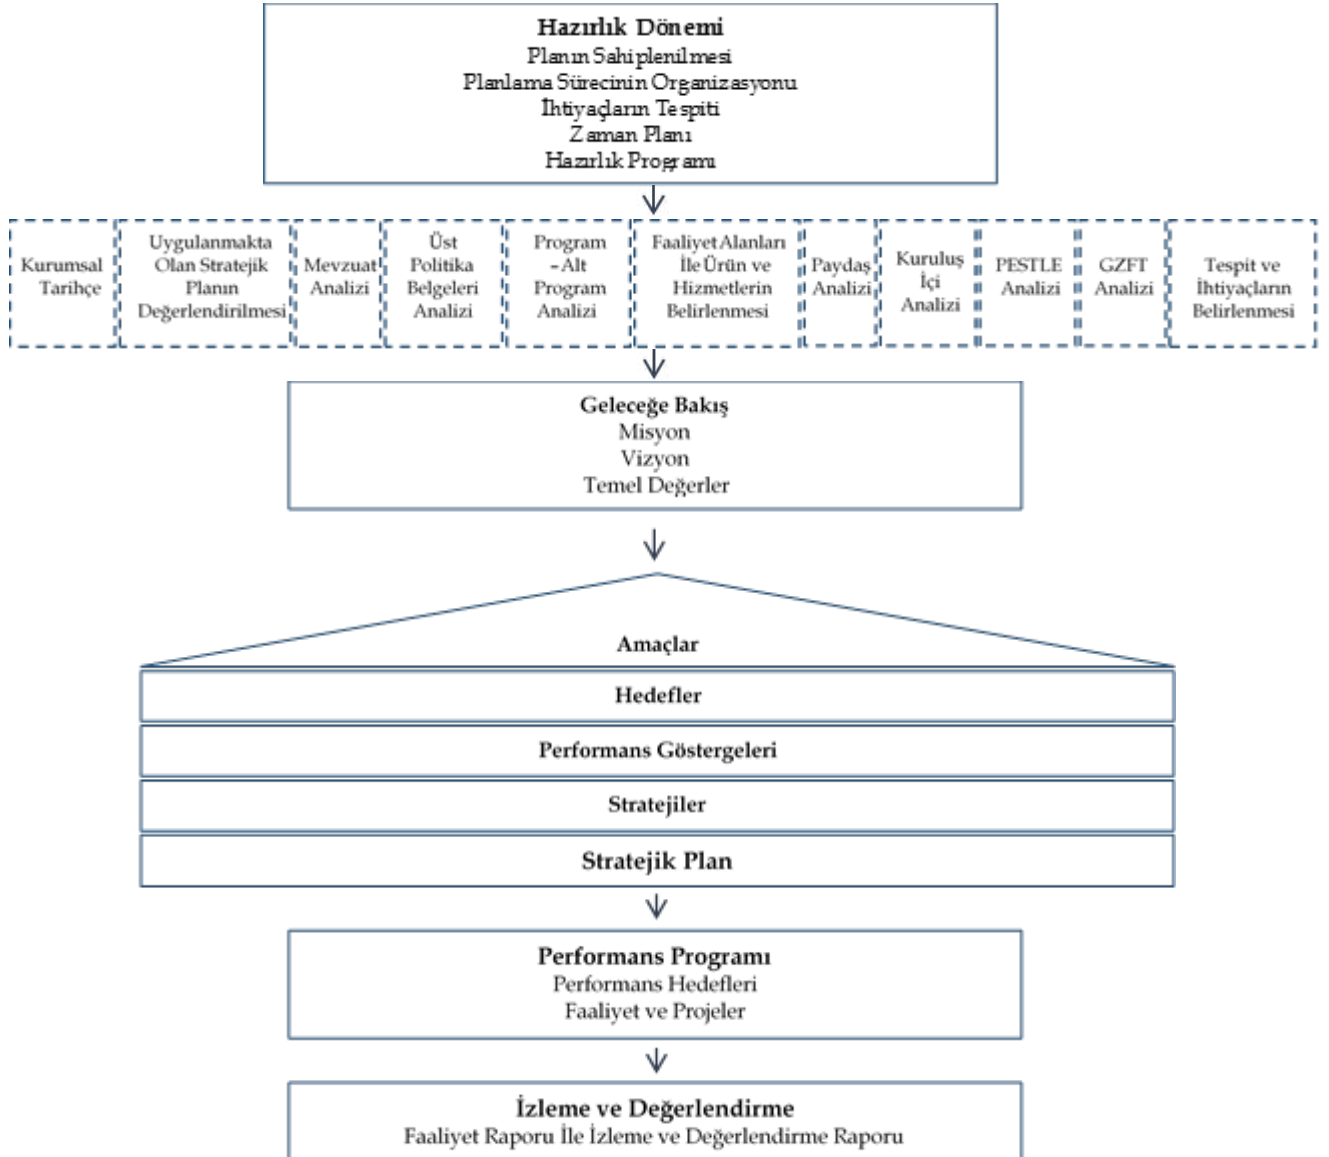 Hazırlık Dönemi
Planın Sahiplenilmesi
Planlama Sürecinin Organizasyonu
İhtiyaçların Tespiti
Zaman Planı
Hazırlık Programı
Kurumsal
Tarihçe
Uygulanmakta
Olan Stratejik
Planın
Değerlendirilmesi
Mevzuat
Analizi
Üst
Politika
Belgeleri
Analizi
Program
–Alt
Program
Analizi
Faaliyet Alanları
İle Ürün ve
Hizmetlerin
Belirlenmesi
Paydaş
Analizi
Kuruluş
İçi
Analizi
PESTLE
Analizi
GZFT
Analizi
Tespit ve
İhtiyaçların
Belirlenmesi
Geleceğe Bakış
Misyon
Vizyon
Temel Değerler
Amaçlar
Hedefler
Performans Göstergeleri
Stratejiler
Stratejik Plan
Performans Programı
Performans Hedefleri
Faaliyet ve Projeler
İzleme ve Değerlendirme
Faaliyet Raporu İle İzleme ve Değerlendirme Raporu